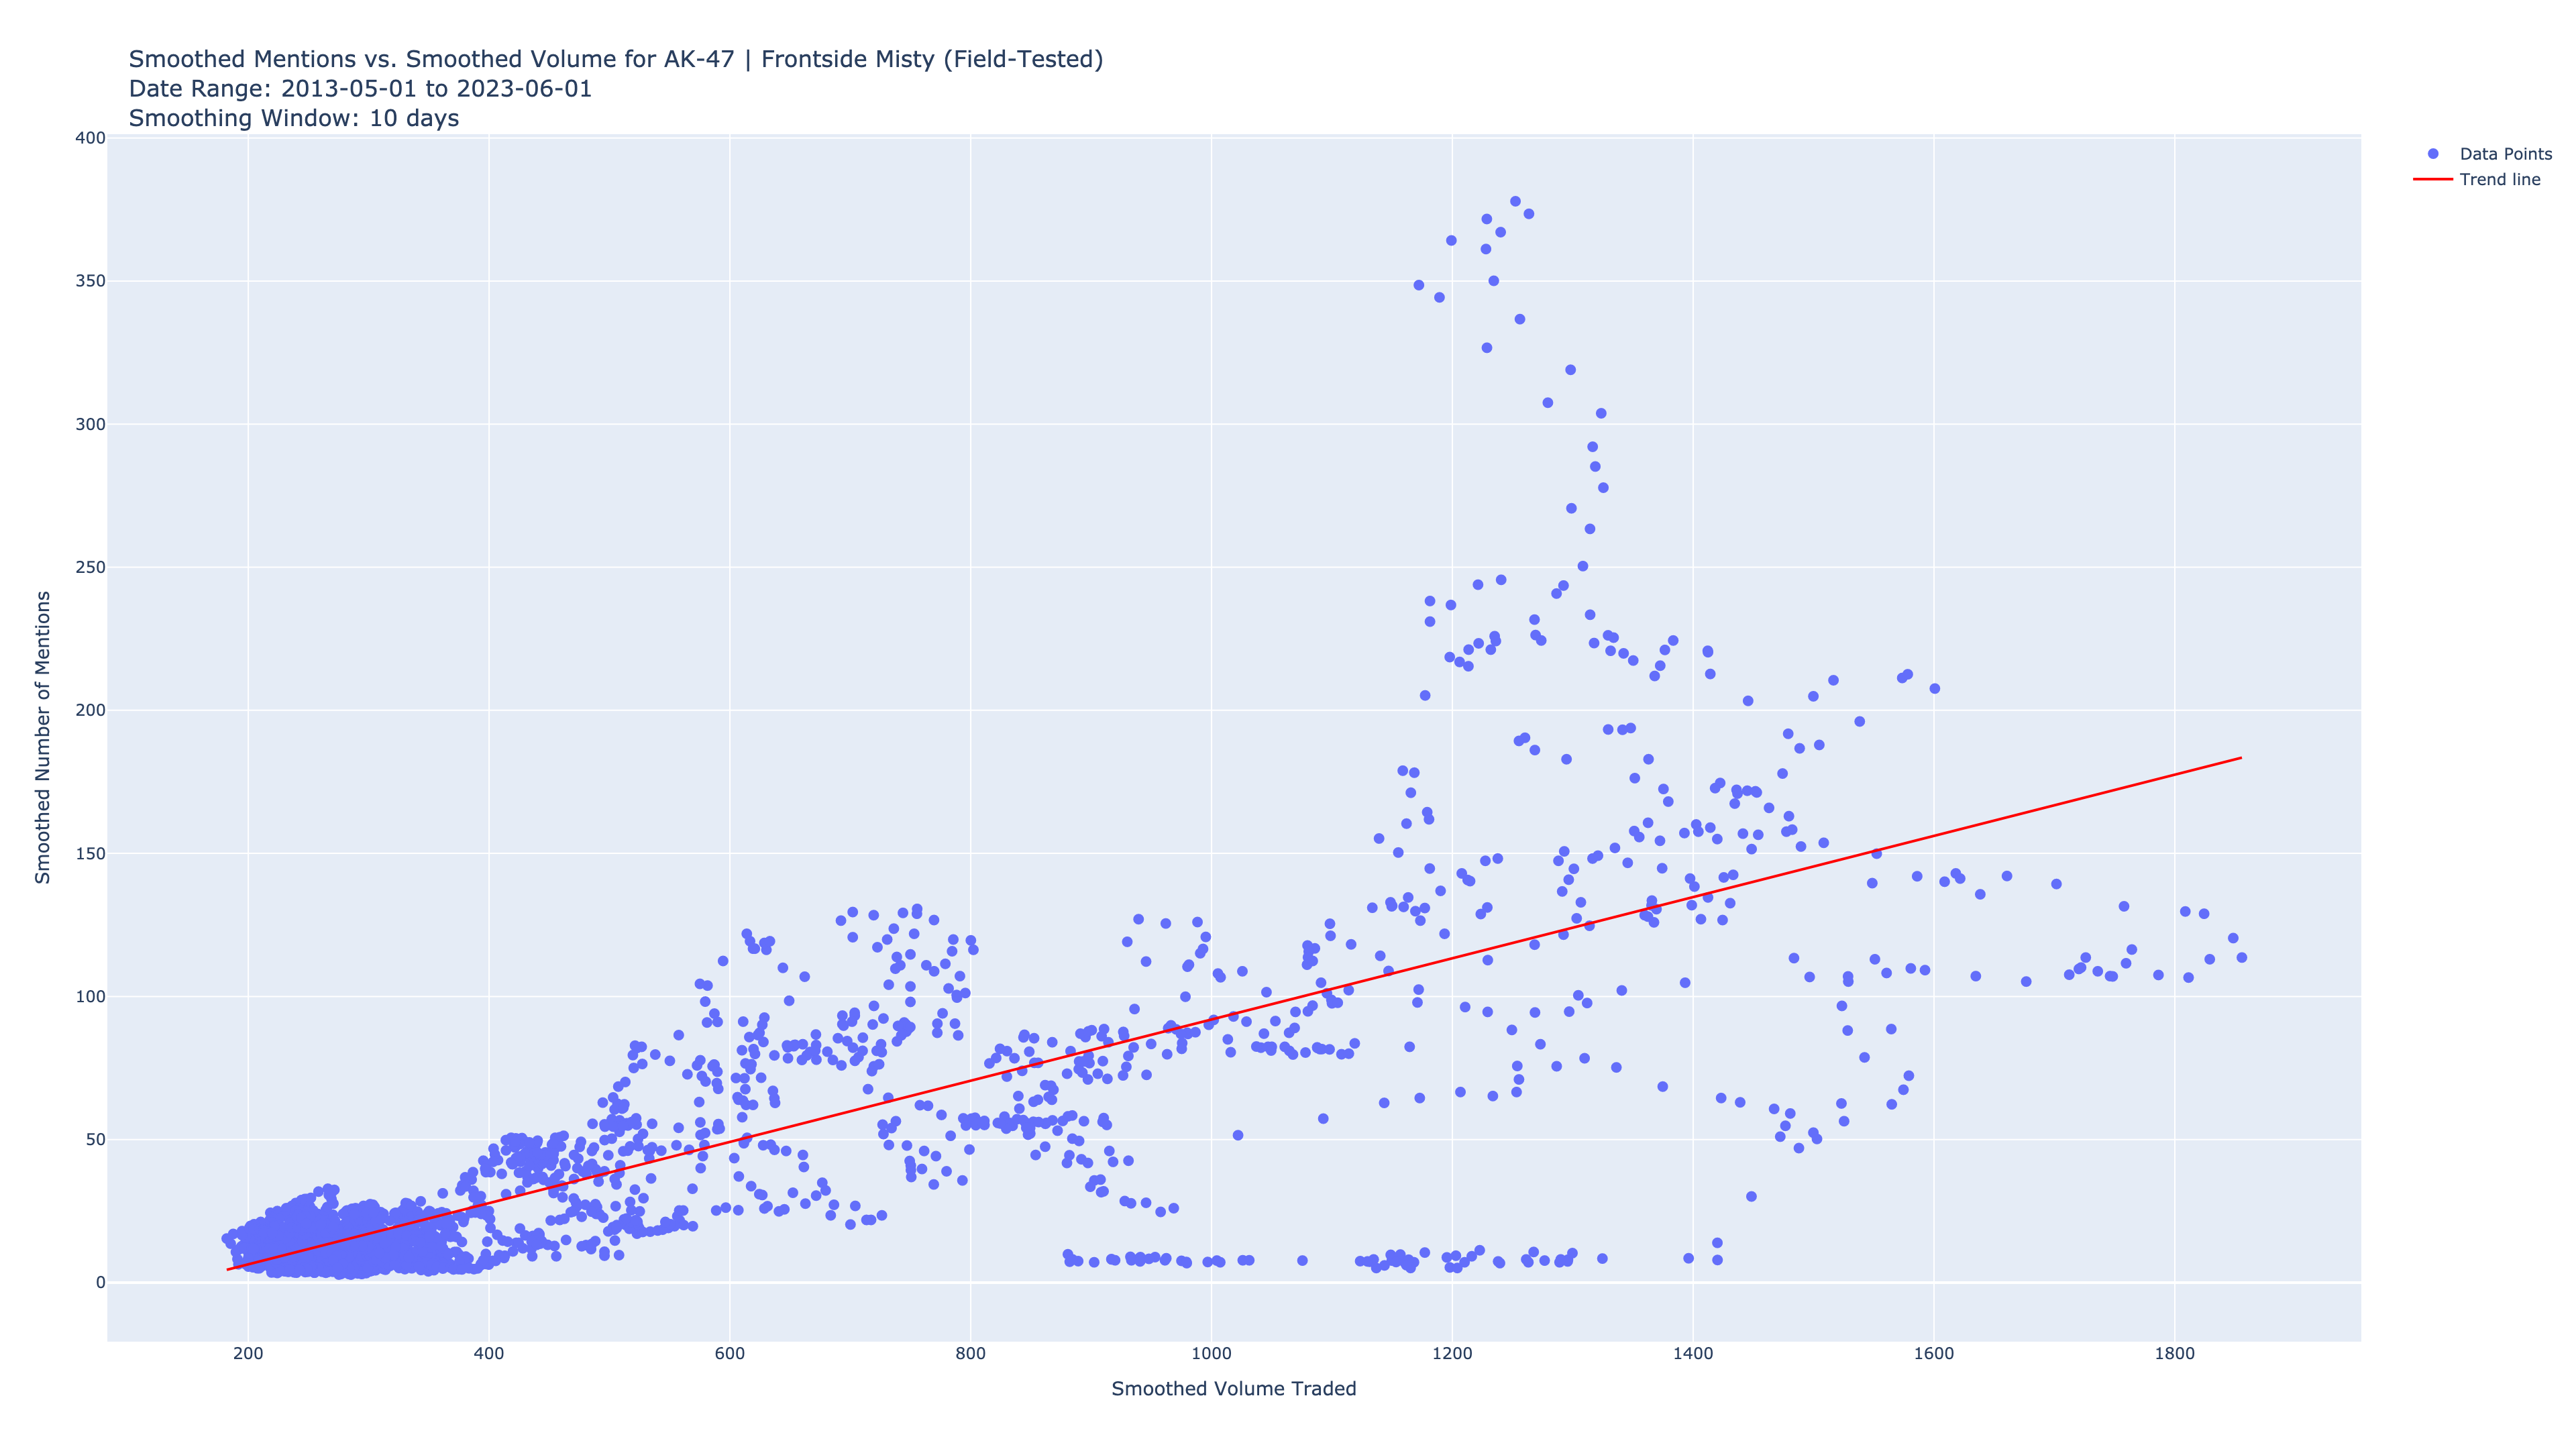 Smoothed Mentions vs. Smoothed Volume for AK-47 | Frontside Misty (Field-Tested)
Date Range: 2013-05-01 to 2023-06-01
Smoothing Window: 10 days
Data Points
Trend line
400
350
300
250
200
150
100
50
0
Smoothed Number of Mentions
200
400
600
800
1000
1200
1400
1600
1800
Smoothed Volume Traded